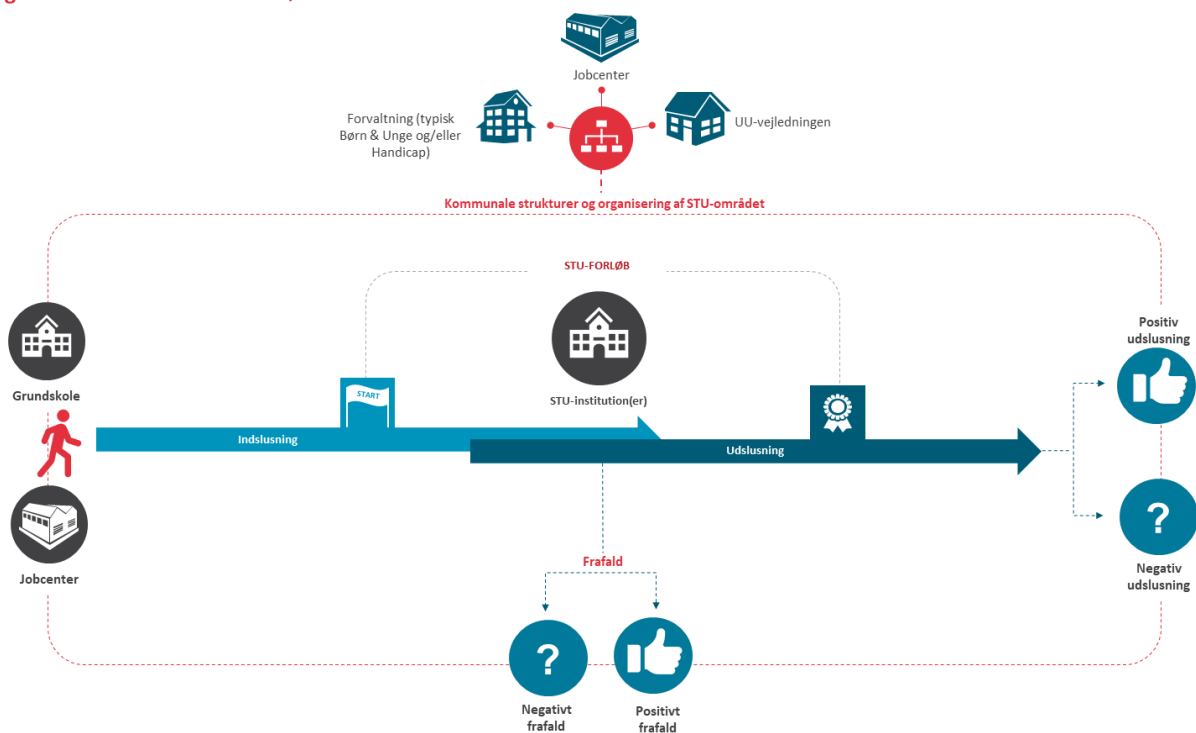 Jobcenter
Forvaltning (typisk
Børn & Unge og/eller
Handicap)
UU-vejledningen
Kommunale strukturer og organisering af STU-området
STU-FORLØB
Positiv
udslusning
START
Grundskole
STU-institution(er)
Indslusning
Udslusning
?
Frafald
Jobcenter
Negativ
udslusning
?
Negativt
frafald
Positivt
frafald